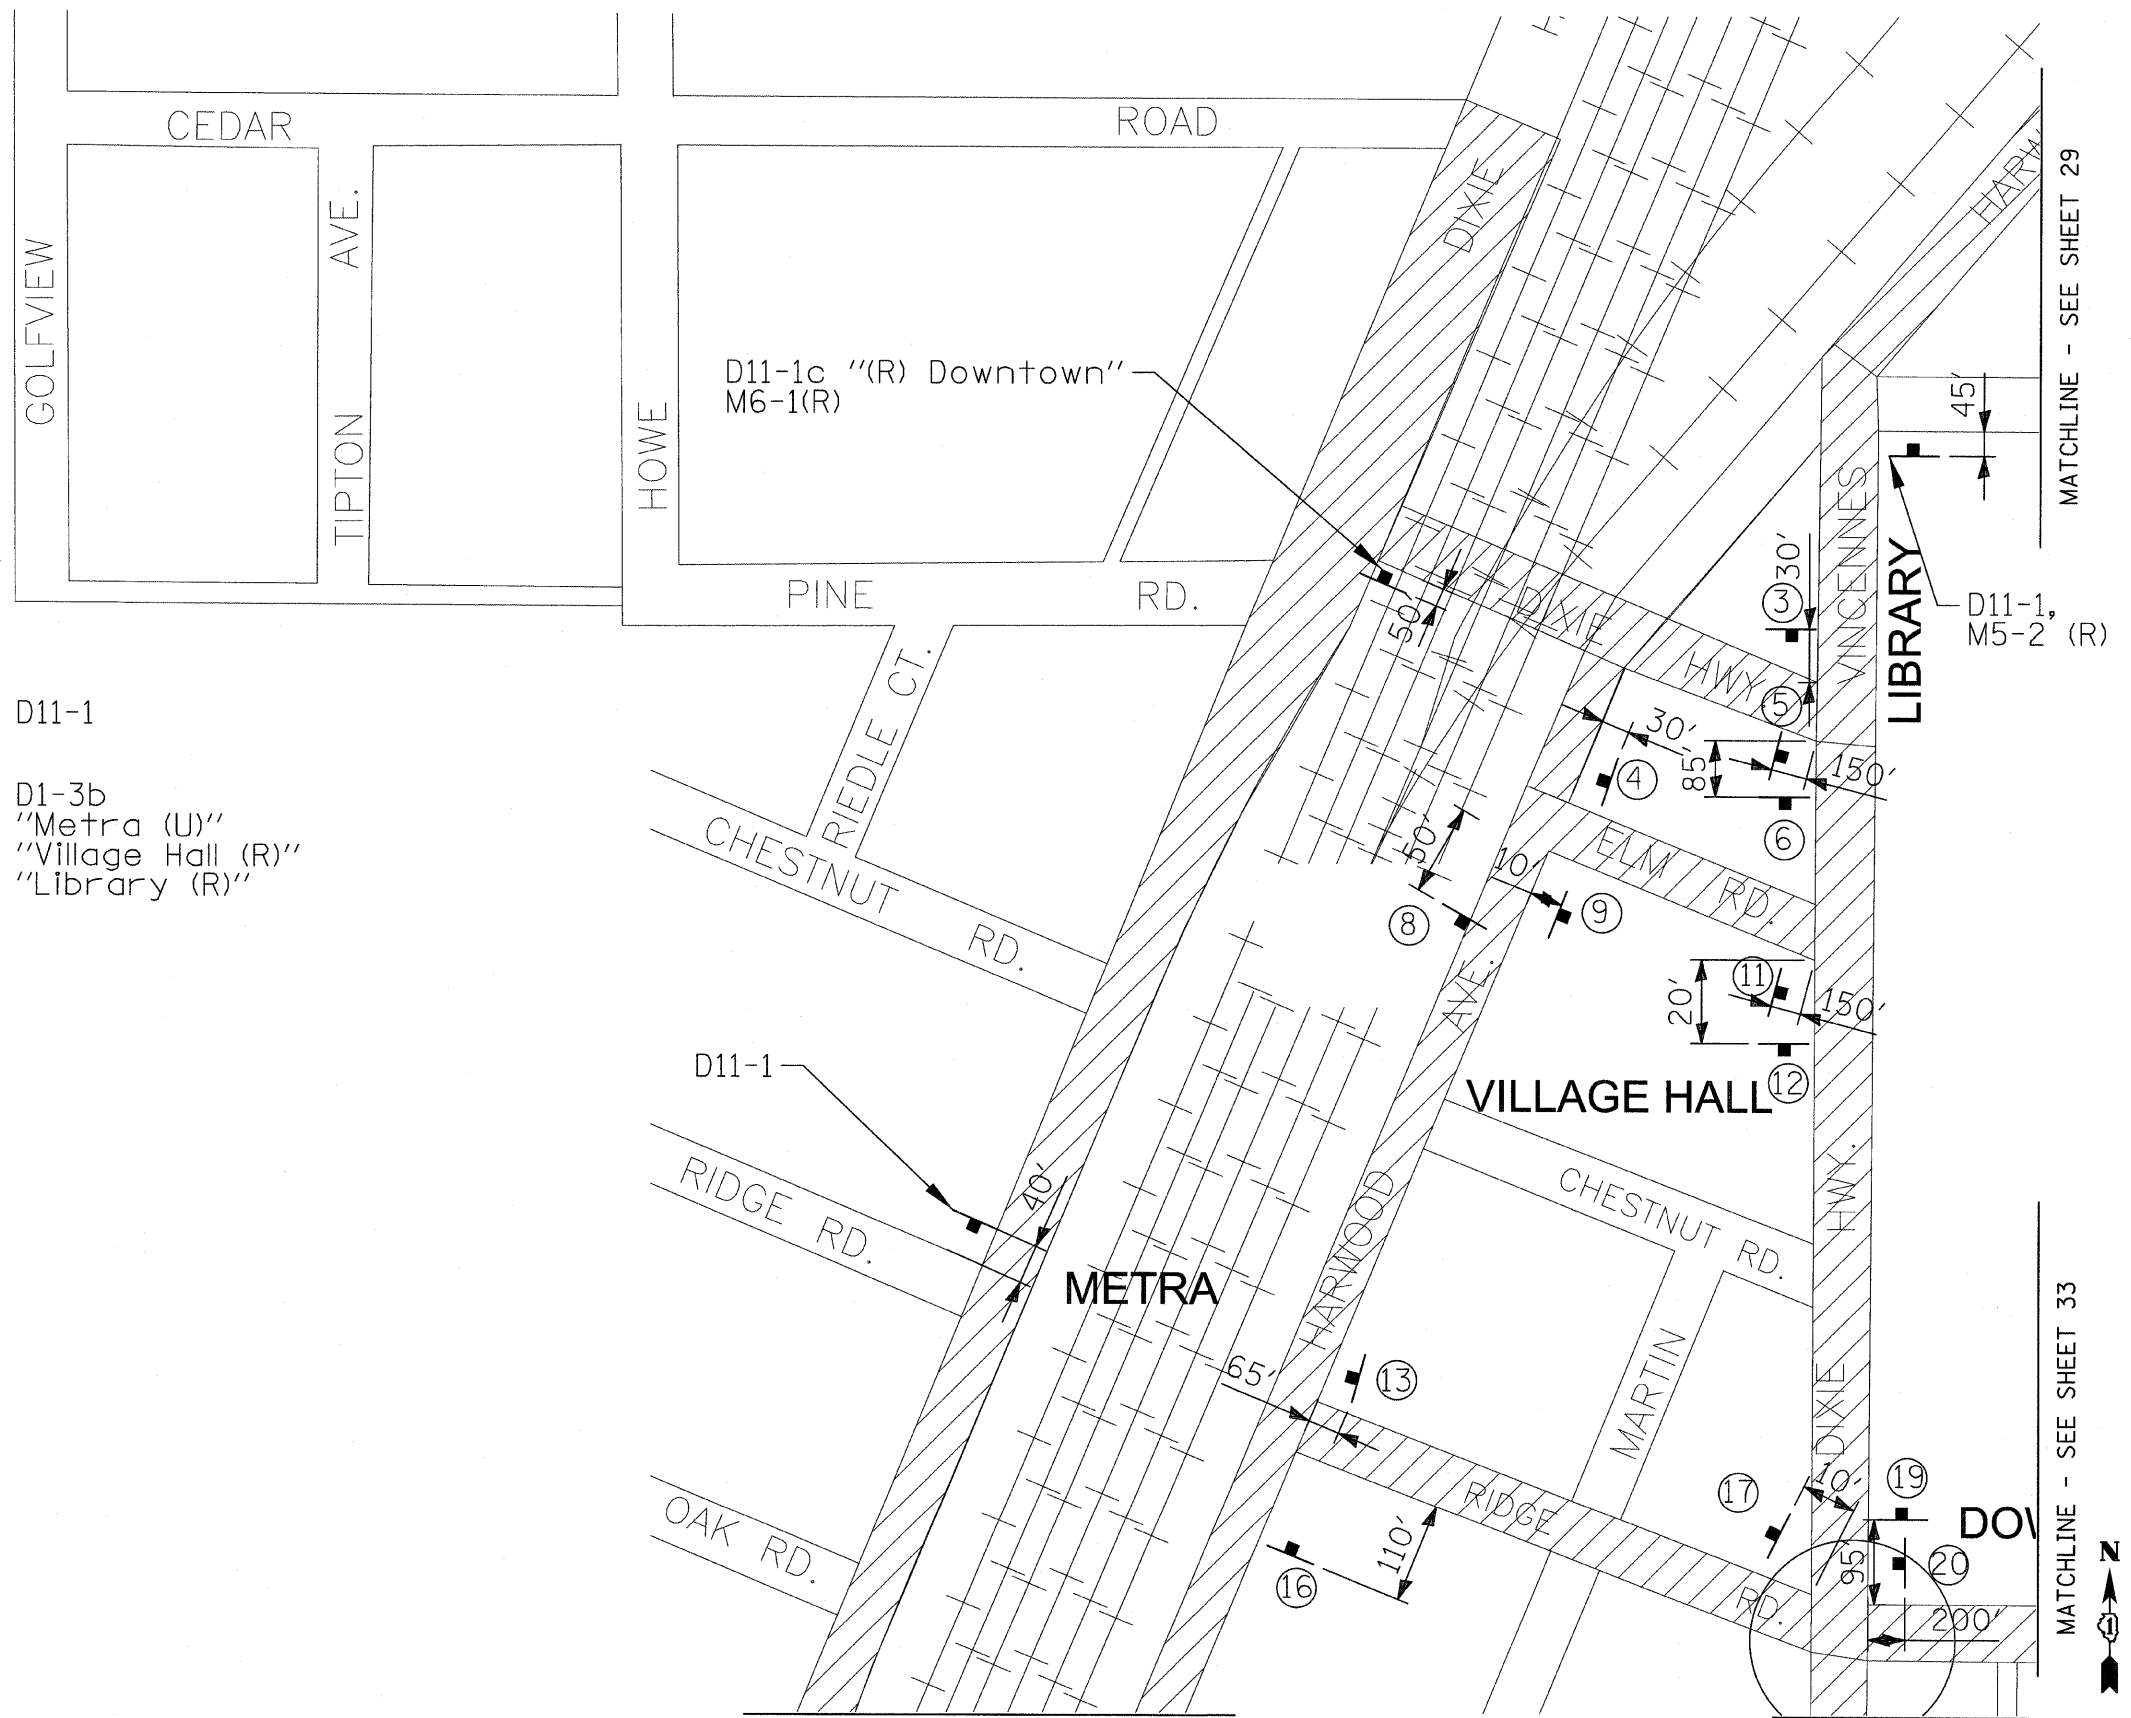 CEDAR ROAD
GOLFVIEW
TIPTON AVE.
HOWE
DIXIE
HARW
MATCHLINE - SEE SHEET 29
45'
D11-1c "(R) Downtown"
M6-1(R)
PINE RD.
50'
DIXIE HWY.
VINCENNES
LIBRARY
3
30'
D11-1,
M5-2 (R)
5
30'
85'
150'
4
6
RIEDLE CT.
D11-1
D1-3b
"Metra (U)"
"Village Hall (R)"
"Library (R)"
CHESTNUT RD.
50'
10'
8
9
ELM RD.
11
20'
150'
12
VILLAGE HALL
HARWOOD AVE.
D11-1
40'
RIDGE RD.
METRA
CHESTNUT RD.
MARTIN
DIXIE HWY.
65'
13
OAK RD.
RIDGE RD.
110'
16
17
10'
19
95'
20
200'
MATCHLINE - SEE SHEET 33
N
1